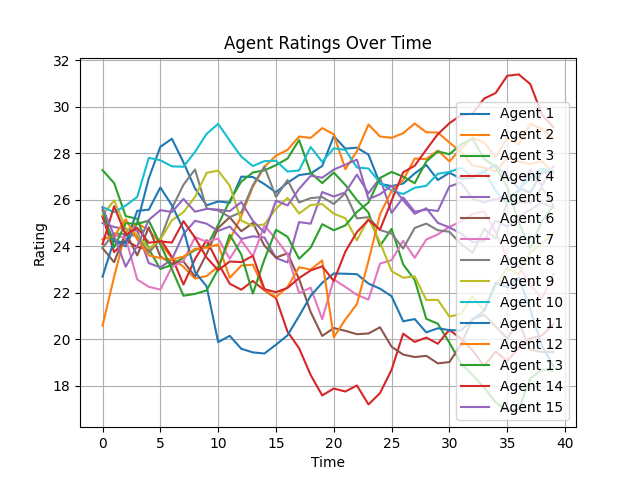 Agent Ratings Over Time
32
30
28
26
24
22
20
18
Rating
0
5
10
15
20
25
30
35
40
Time
Agent 1
Agent 2
Agent 3
Agent 4
Agent 5
Agent 6
Agent 7
Agent 8
Agent 9
Agent 10
Agent 11
Agent 12
Agent 13
Agent 14
Agent 15